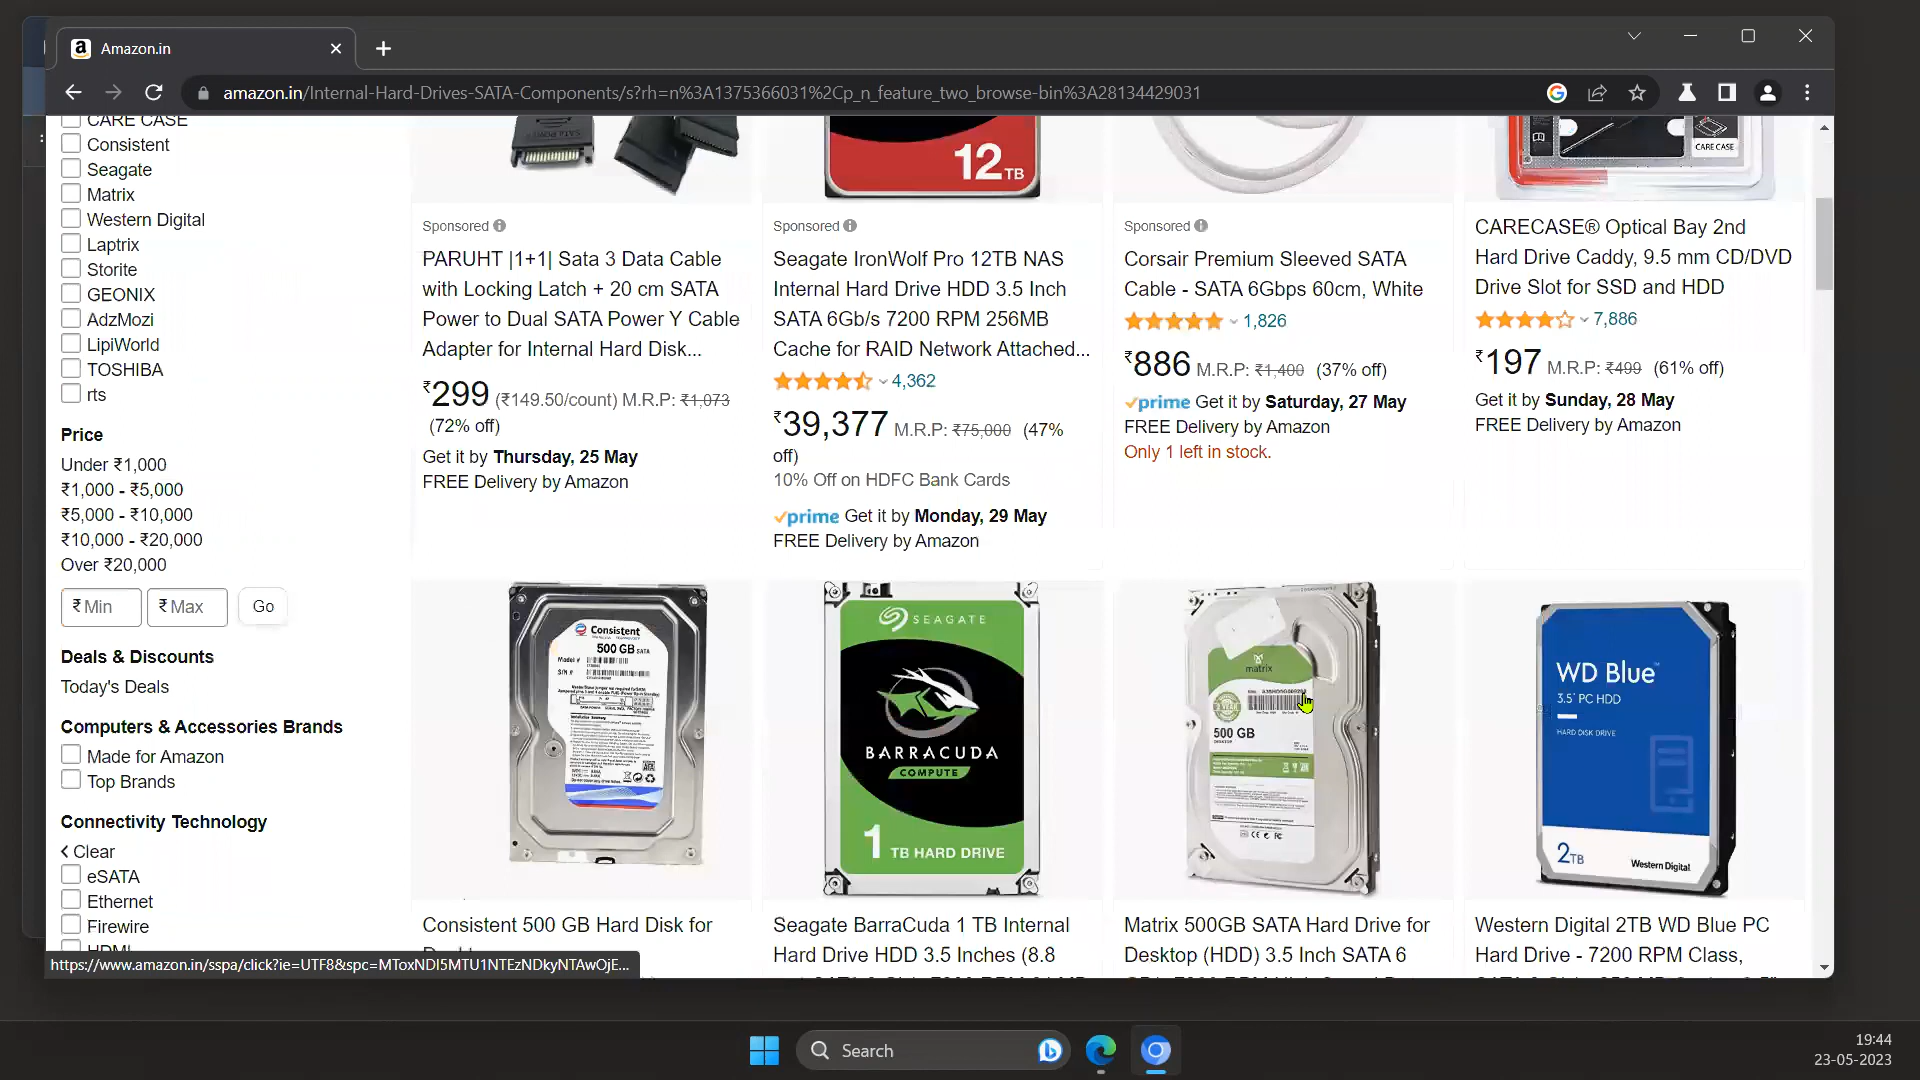 Amazon.in
amazon.in/Internal-Hard-Drives-SATA-Components/s?rh=n%3A1375366031%2Cp_n_feature_two_browse-bin%3A28134429031
CARE CASE
Consistent
Seagate
Matrix
Western Digital
Laptrix
Storite
GEONIX
AdzMozi
LipiWorld
TOSHIBA
rts
Price
Under ₹1,000
₹1,000 - ₹5,000
₹5,000 - ₹10,000
₹10,000 - ₹20,000
Over ₹20,000
₹ Min
₹ Max
Go
Deals & Discounts
Today's Deals
Computers & Accessories Brands
Made for Amazon
Top Brands
Connectivity Technology
Clear
eSATA
Ethernet
Firewire
HDMI
Sponsored
PARUHT |1+1| Sata 3 Data Cable
with Locking Latch + 20 cm SATA
Power to Dual SATA Power Y Cable
Adapter for Internal Hard Disk...
₹299 (₹149.50/count) M.R.P: ₹1,073
(72% off)
Get it by Thursday, 25 May
FREE Delivery by Amazon
12TB
Sponsored
Seagate IronWolf Pro 12TB NAS
Internal Hard Drive HDD 3.5 Inch
SATA 6Gb/s 7200 RPM 256MB
Cache for RAID Network Attached...
4,362
₹39,377 M.R.P: ₹75,000 (47%
off)
10% Off on HDFC Bank Cards
prime Get it by Monday, 29 May
FREE Delivery by Amazon
Sponsored
Corsair Premium Sleeved SATA
Cable - SATA 6Gbps 60cm, White
1,826
₹886 M.R.P: ₹1,400 (37% off)
prime Get it by Saturday, 27 May
FREE Delivery by Amazon
Only 1 left in stock.
CARE CASE
CARECASE® Optical Bay 2nd
Hard Drive Caddy, 9.5 mm CD/DVD
Drive Slot for SSD and HDD
7,886
₹197 M.R.P: ₹499 (61% off)
Get it by Sunday, 28 May
FREE Delivery by Amazon
Consistent
500 GB SATA
Model #
S/N #
Consistent 500 GB Hard Disk for
SEAGATE
BARRACUDA
COMPUTE
1 TB HARD DRIVE
Seagate BarraCuda 1 TB Internal
Hard Drive HDD 3.5 Inches (8.8
matrix
500 GB
Matrix 500GB SATA Hard Drive for
Desktop (HDD) 3.5 Inch SATA 6
WD Blue™
3.5" PC HDD
HARD DISK DRIVE
2TB
Western Digital
Western Digital 2TB WD Blue PC
Hard Drive - 7200 RPM Class,
https://www.amazon.in/sspa/click?ie=UTF8&spc=MToxNDI5MTU1NTEzNDkyNTAwOjE...
Search
19:44
23-05-2023